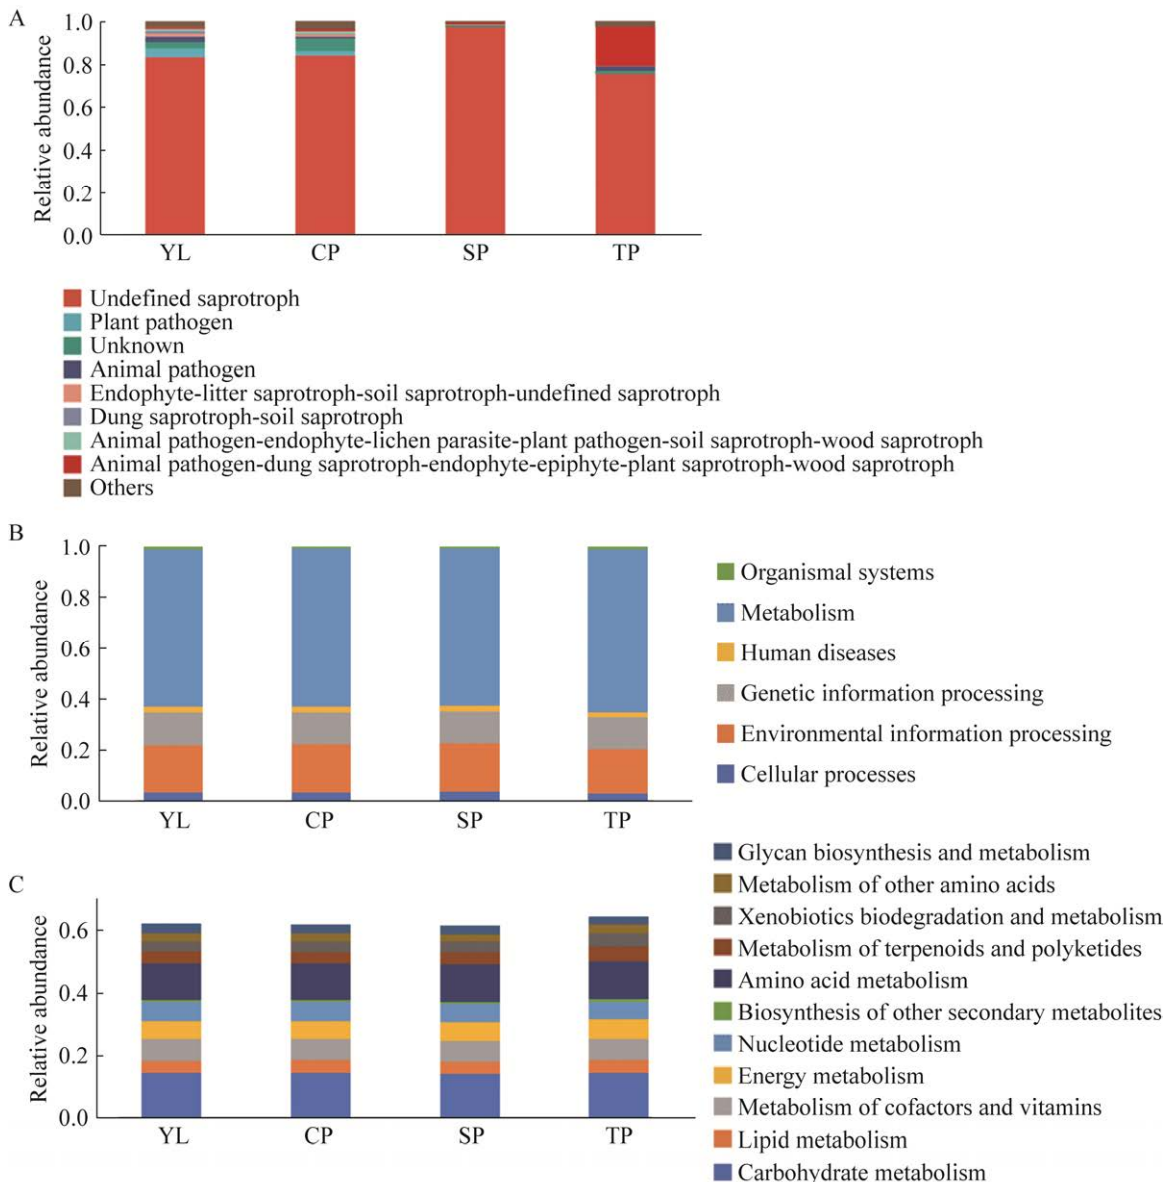 A
Relative abundance
1.0
0.8
0.6
0.4
0.2
0.0
YL CP SP TP
Undefined saprotroph
Plant pathogen
Unknown
Animal pathogen
Endophyte-litter saprotroph-soil saprotroph-undefined saprotroph
Dung saprotroph-soil saprotroph
Animal pathogen-endophyte-lichen parasite-plant pathogen-soil saprotroph-wood saprotroph
Animal pathogen-dung saprotroph-endophyte-epiphyte-plant saprotroph-wood saprotroph
Others
B
Relative abundance
1.0
0.8
0.6
0.4
0.2
0.0
YL CP SP TP
Organismal systems
Metabolism
Human diseases
Genetic information processing
Environmental information processing
Cellular processes
C
Relative abundance
0.6
0.4
0.2
0.0
YL CP SP TP
Glycan biosynthesis and metabolism
Metabolism of other amino acids
Xenobiotics biodegradation and metabolism
Metabolism of terpenoids and polyketides
Amino acid metabolism
Biosynthesis of other secondary metabolites
Nucleotide metabolism
Energy metabolism
Metabolism of cofactors and vitamins
Lipid metabolism
Carbohydrate metabolism